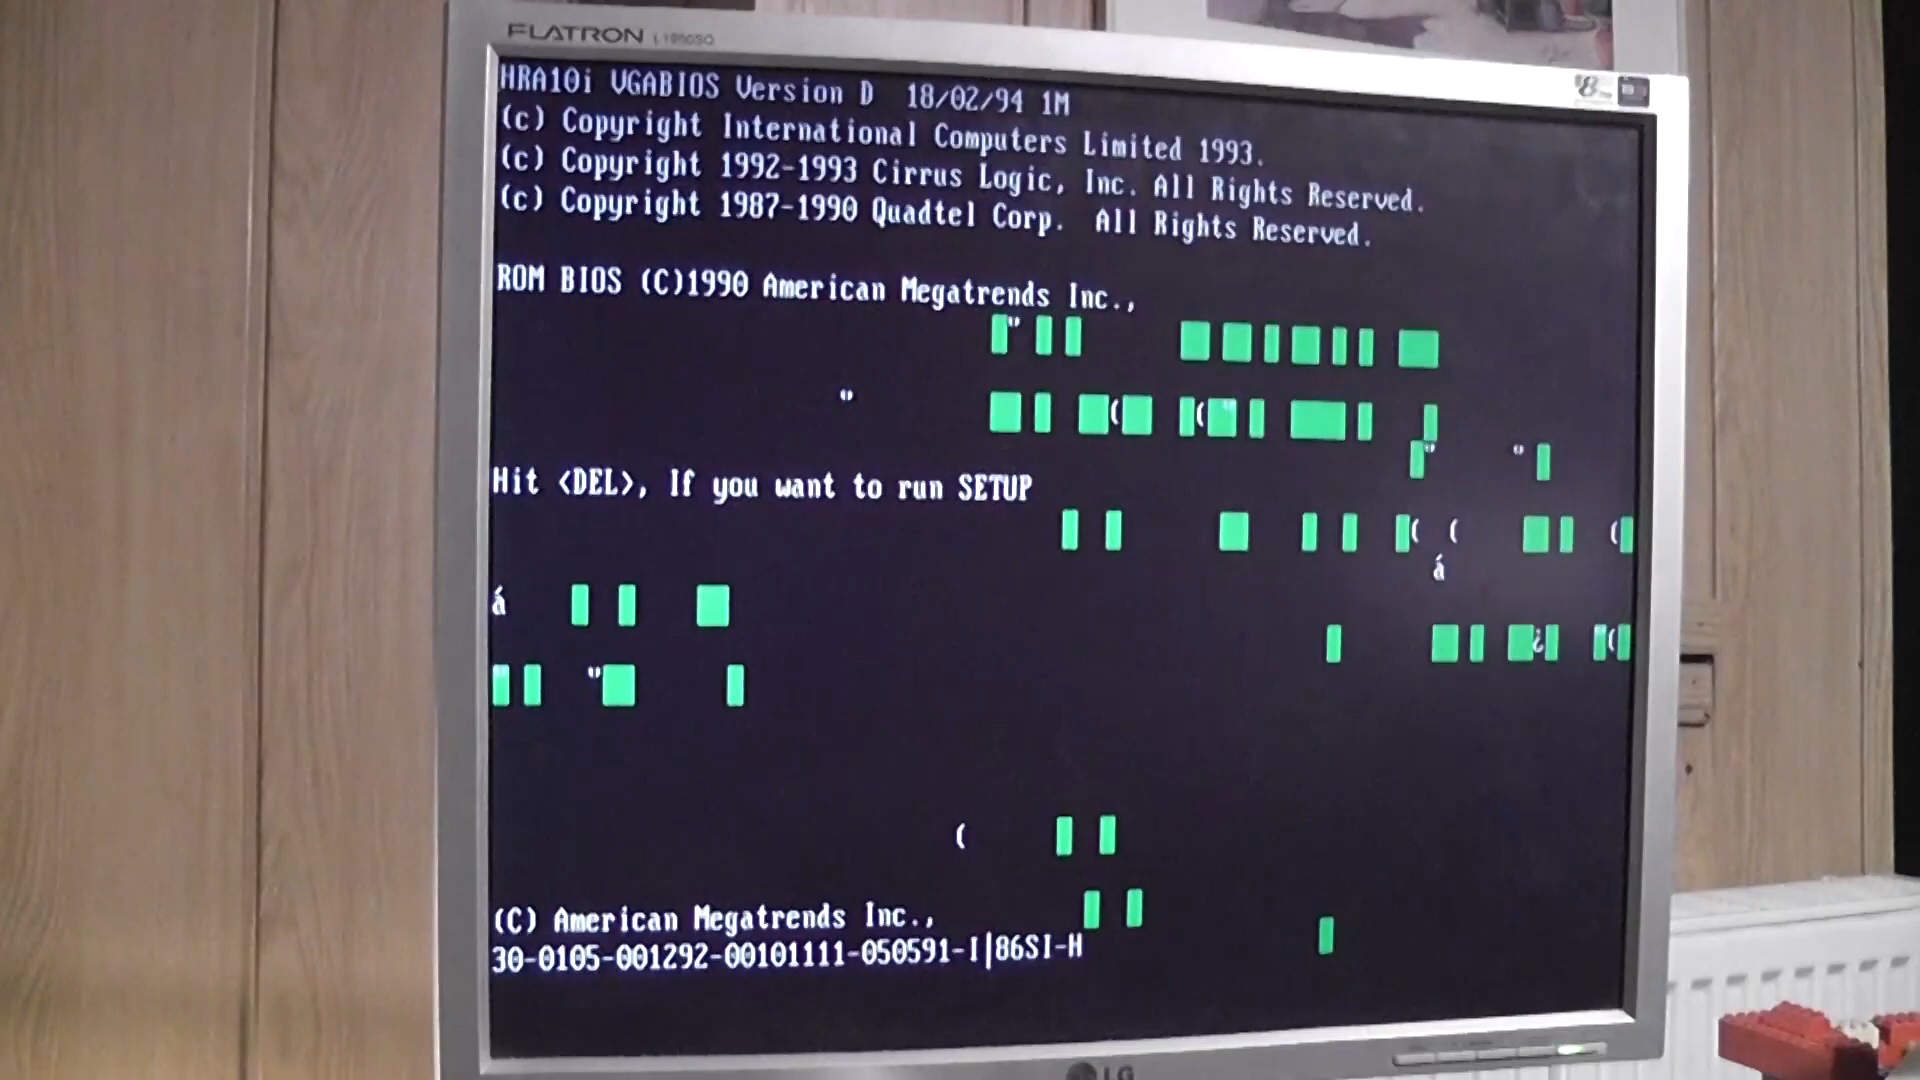 FLATRON L1950SQ
HRA10i VGABIOS Version D 18/02/94 1M
(c) Copyright International Computers Limited 1993.
(c) Copyright 1992-1993 Cirrus Logic, Inc. All Rights Reserved.
(c) Copyright 1987-1990 Quadtel Corp. All Rights Reserved.
ROM BIOS (C)1990 American Megatrends Inc.,
"
" ( ( "
" "
Hit <DEL>, If you want to run SETUP
( ( (
á
á
¿ " (
" "
(
(C) American Megatrends Inc.,
30-0105-001292-00101111-050591-I|86SI-H
LG